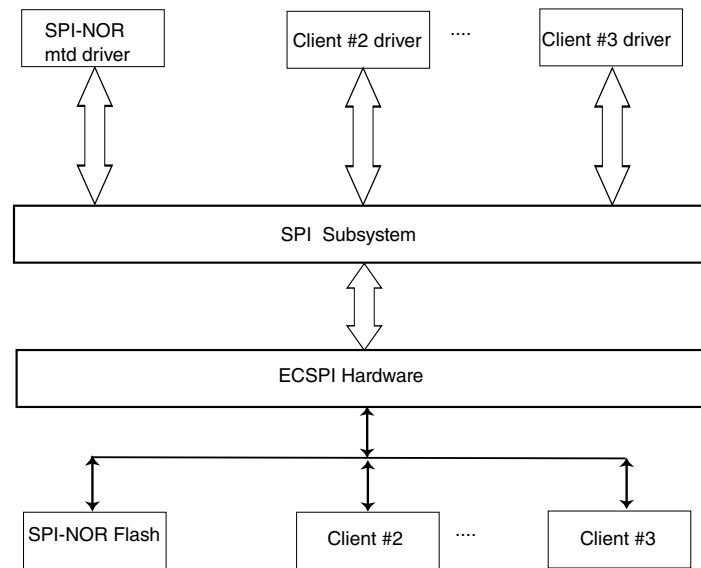 SPI-NOR
mtd driver
Client #2 driver
....
Client #3 driver
SPI Subsystem
ECSPI Hardware
SPI-NOR Flash
Client #2
....
Client #3